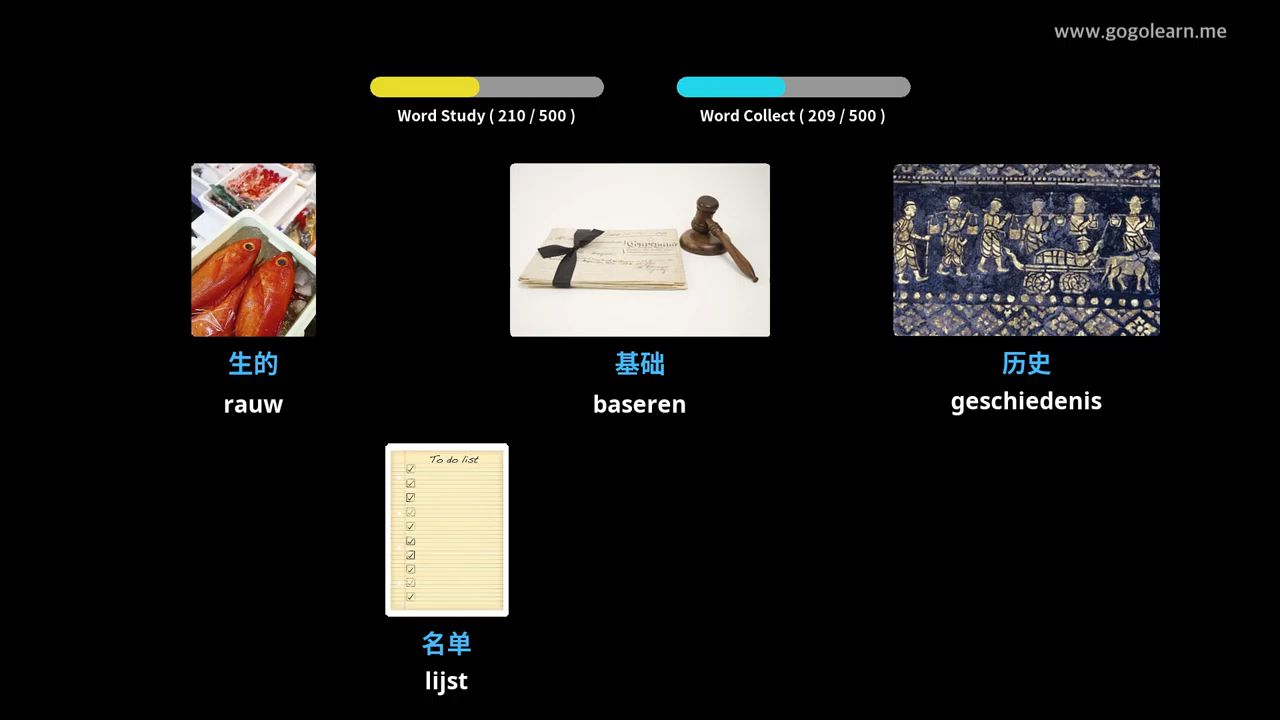 www.gogolearn.me
Word Study ( 210 / 500 )
Word Collect ( 209 / 500 )
生的
rauw
基础
baseren
历史
geschiedenis
To do list
名单
lijst